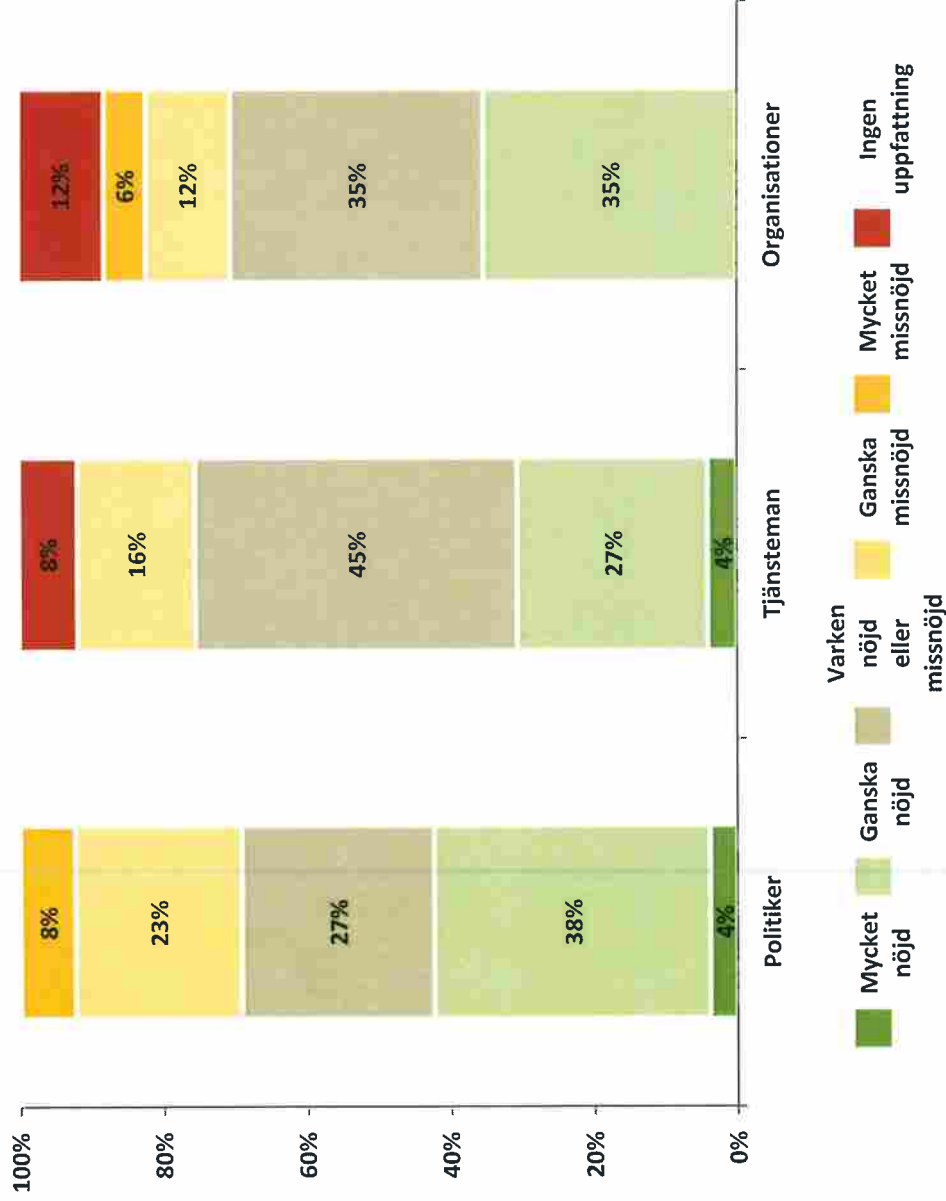 100%
80%
60%
40%
20%
0%
8%
23%
27%
38%
4%
8%
16%
45%
27%
4%
12%
6%
12%
35%
35%
Politiker
Tjänsteman
Organisationer
Mycket
nöjd
Ganska
nöjd
Varken
nöjd
eller
missnöjd
Ganska
missnöjd
Mycket
missnöjd
Ingen
uppfattning